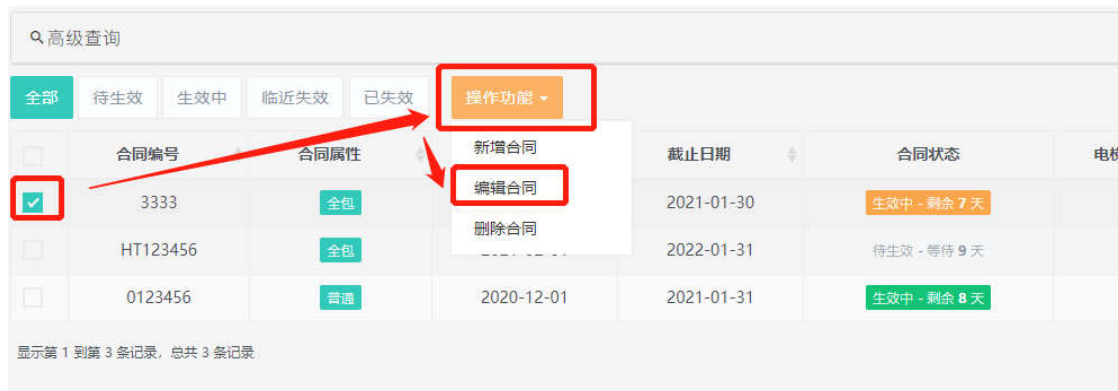 高级查询
全部 待生效 生效中 临近失效 已失效 操作功能
新增合同
编辑合同
删除合同
合同编号 合同属性 截止日期 合同状态
3333 全包 2021-01-30 生效中 - 剩余 7 天
HT123456 全包 2022-01-31 待生效 - 等待 9 天
0123456 普通 2020-12-01 2021-01-31 生效中 - 剩余 8 天
显示第 1 到第 3 条记录，总共 3 条记录